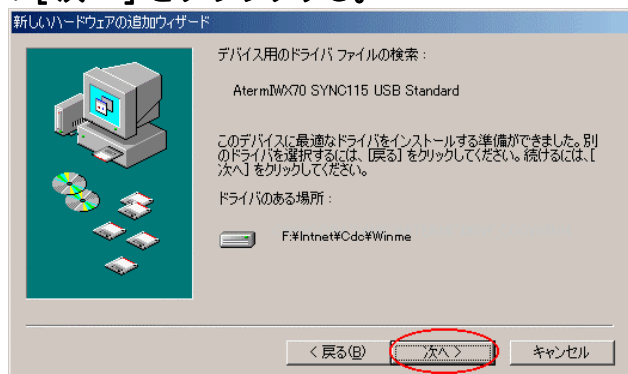 新しいハードウェアの追加ウィザード
デバイス用のドライバ ファイルの検索 :
AtermIWX70 SYNC115 USB Standard
このデバイスに最適なドライバをインストールする準備ができました。別
のドライバを選択するには、[戻る] をクリックしてください。続けるには、[
次へ] をクリックしてください。
ドライバのある場所 :
F:¥Intnet¥Cdc¥Winme
< 戻る(B)
次へ >
キャンセル